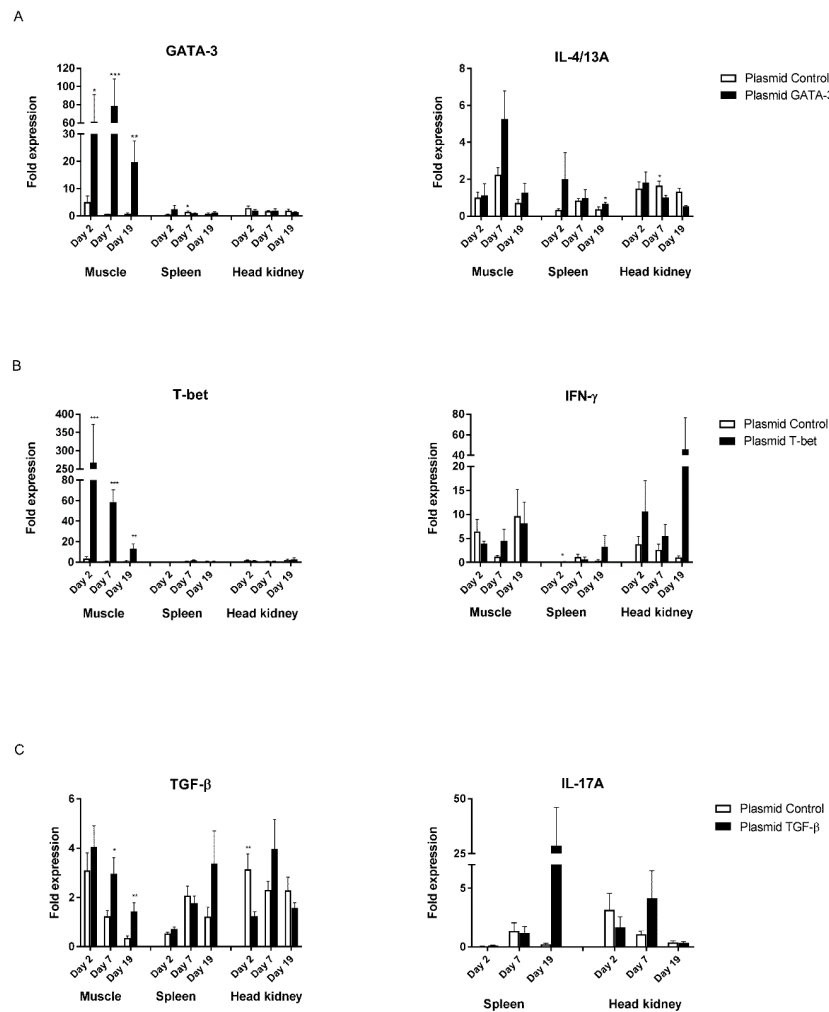 A
GATA-3
IL-4/13A
Plasmid Control
Plasmid GATA-3
Fold expression
120
100
80
60
40
30
20
10
0
* *** ** *
Day 2 Day 7 Day 19 Day 2 Day 7 Day 19 Day 2 Day 7 Day 19
Muscle Spleen Head kidney
Fold expression
8
6
4
2
0
* *
Day 2 Day 7 Day 19 Day 2 Day 7 Day 19 Day 2 Day 7 Day 19
Muscle Spleen Head kidney
B
T-bet
IFN-γ
Plasmid Control
Plasmid T-bet
Fold expression
400
350
300
250
200
80
60
40
20
0
*** *** **
Day 2 Day 7 Day 19 Day 2 Day 7 Day 19 Day 2 Day 7 Day 19
Muscle Spleen Head kidney
Fold expression
80
60
40
20
15
10
5
0
*
Day 2 Day 7 Day 19 Day 2 Day 7 Day 19 Day 2 Day 7 Day 19
Muscle Spleen Head kidney
C
TGF-β
IL-17A
Plasmid Control
Plasmid TGF-β
Fold expression
6
4
2
0
* ** **
Day 2 Day 7 Day 19 Day 2 Day 7 Day 19 Day 2 Day 7 Day 19
Muscle Spleen Head kidney
Fold expression
50
25
5
0
Day 2 Day 7 Day 19 Day 2 Day 7 Day 19
Spleen Head kidney